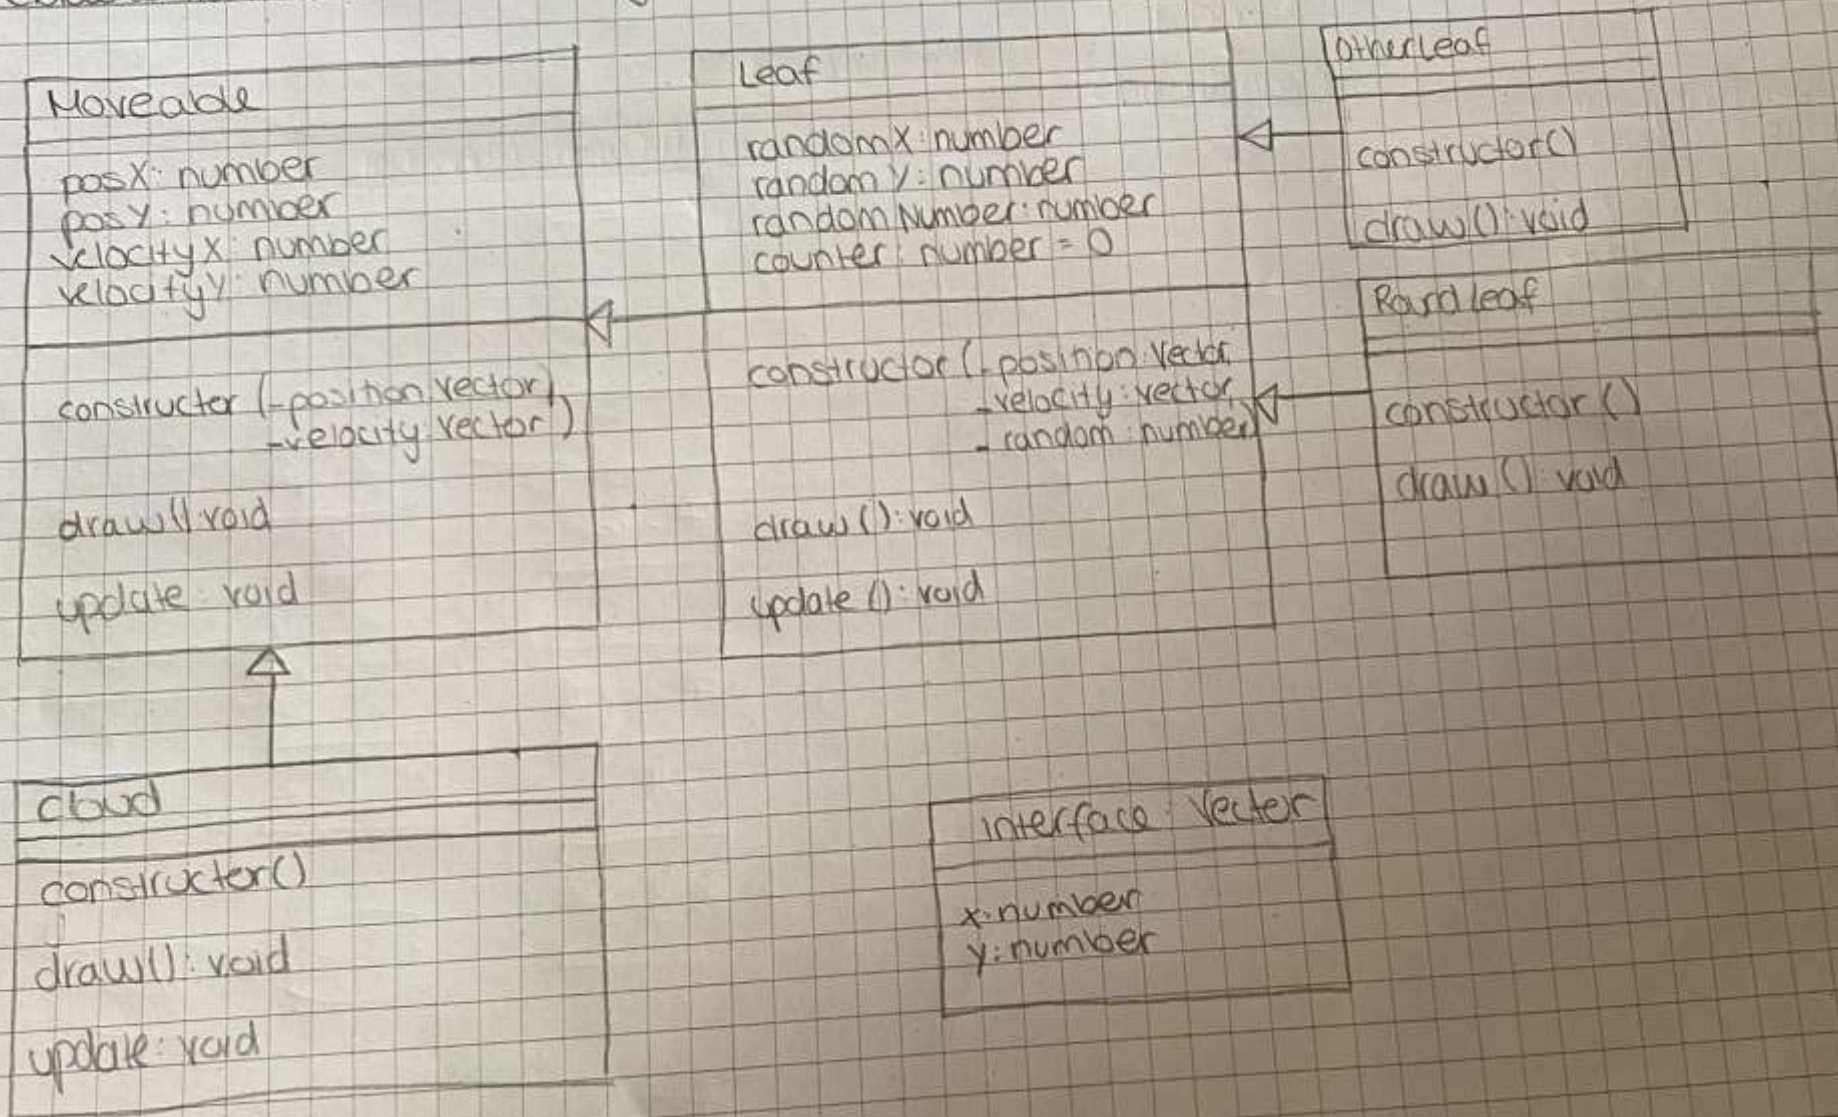 Moveable
posX: number
posY: number
velocityX: number
velocityY: number
constructor (_position: vector,
_velocity: vector)
draw(): void
update: void
Leaf
randomX: number
randomY: number
randomNumber: number
counter: number = 0
constructor (_position: Vector,
_velocity: vector,
_random: number)
draw(): void
update(): void
OtherLeaf
constructor()
draw(): void
constructor()
draw(): void
cloud
constructor()
draw(): void
update: void
interface: Vector
x: number
y: number